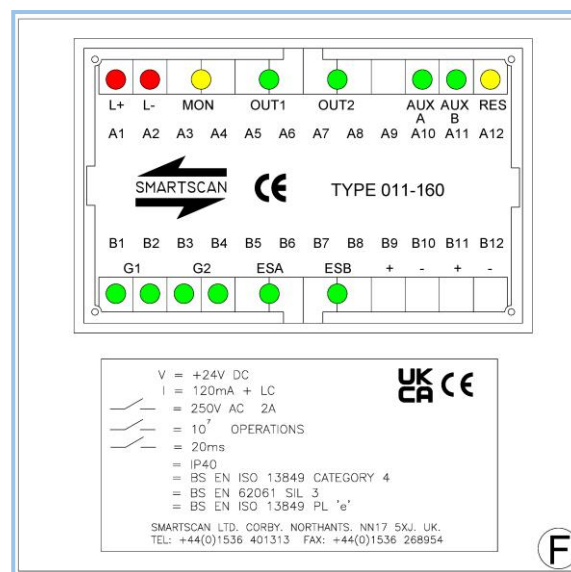 L+ L- MON OUT1 OUT2 AUX A AUX B RES
A1 A2 A3 A4 A5 A6 A7 A8 A9 A10 A11 A12
SMARTSCAN CE TYPE 011-160
B1 B2 B3 B4 B5 B6 B7 B8 B9 B10 B11 B12
G1 G2 ESA ESB + - + -
V = +24V DC
I = 120mA + LC
= 250V AC 2A
= 10⁷ OPERATIONS
= 20ms
= IP40
= BS EN ISO 13849 CATEGORY 4
= BS EN 62061 SIL 3
= BS EN ISO 13849 PL 'e'
UK CA CE
SMARTSCAN LTD. CORBY. NORTHANTS. NN17 5XJ. UK.
TEL: +44(0)1536 401313 FAX: +44(0)1536 268954
F